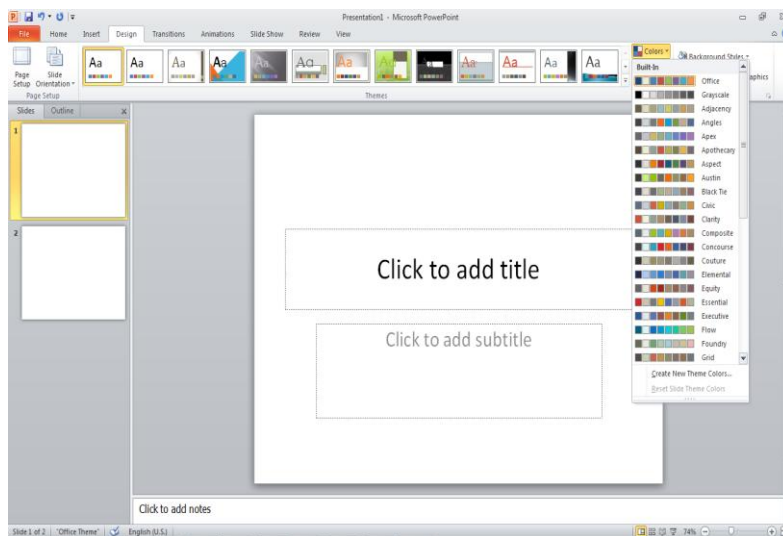 Presentation1 - Microsoft PowerPoint
File Home Insert Design Transitions Animations Slide Show Review View
Page Setup
Slide Orientation
Aa Aa Aa Aa Aa Aa Aa Aa Aa Aa Aa Aa Aa
Colors
Background Styles
Page Setup
Themes
Built-In
Office
Grayscale
Adjacency
Angles
Apex
Apothecary
Aspect
Austin
Black Tie
Civic
Clarity
Composite
Concourse
Couture
Elemental
Equity
Essential
Executive
Flow
Foundry
Grid
Create New Theme Colors...
Reset Slide Theme Colors
Slides Outline
1
2
Click to add title
Click to add subtitle
Click to add notes
Slide 1 of 2 "Office Theme" English (U.S.) 74%